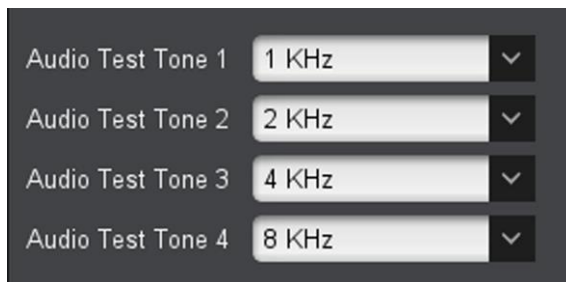 Audio Test Tone 1 1 KHz
Audio Test Tone 2 2 KHz
Audio Test Tone 3 4 KHz
Audio Test Tone 4 8 KHz